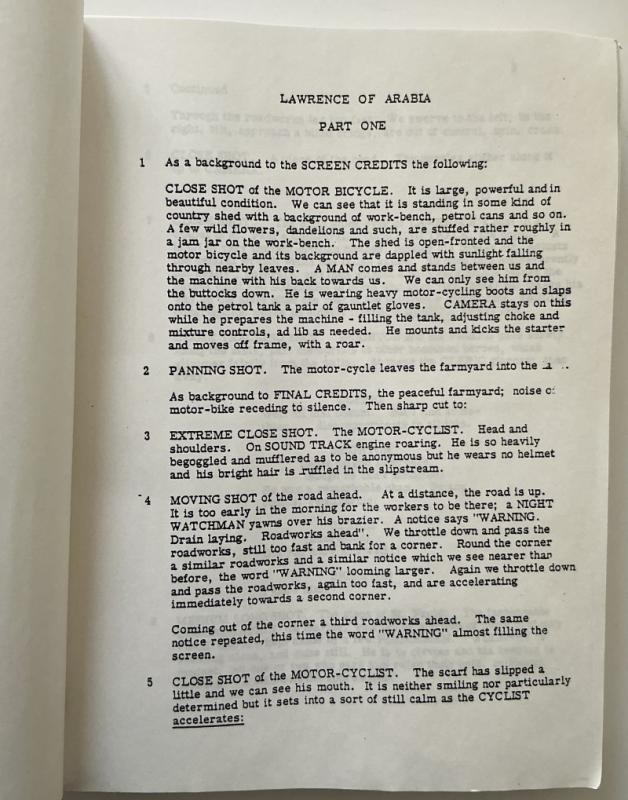 LAWRENCE OF ARABIA
PART ONE
1 As a background to the SCREEN CREDITS the following:
CLOSE SHOT of the MOTOR BICYCLE. It is large, powerful and in
beautiful condition. We can see that it is standing in some kind of
country shed with a background of work-bench, petrol cans and so on.
A few wild flowers, dandelions and such, are stuffed rather roughly in
a jam jar on the work-bench. The shed is open-fronted and the
motor bicycle and its background are dappled with sunlight falling
through nearby leaves. A MAN comes and stands between us and
the machine with his back towards us. We can only see him from
the buttocks down. He is wearing heavy motor-cycling boots and slaps
onto the petrol tank a pair of gauntlet gloves. CAMERA stays on this
while he prepares the machine - filling the tank, adjusting choke and
mixture controls, ad lib as needed. He mounts and kicks the starter
and moves off frame, with a roar.
2 PANNING SHOT. The motor-cycle leaves the farmyard into the
As background to FINAL CREDITS, the peaceful farmyard; noise of
motor-bike receding to silence. Then sharp cut to:
3 EXTREME CLOSE SHOT. The MOTOR-CYCLIST. Head and
shoulders. On SOUND TRACK engine roaring. He is so heavily
begoggled and mufflered as to be anonymous but he wears no helmet
and his bright hair is ruffled in the slipstream.
4 MOVING SHOT of the road ahead. At a distance, the road is up.
It is too early in the morning for the workers to be there; a NIGHT
WATCHMAN yawns over his brazier. A notice says "WARNING.
Drain laying. Roadworks ahead". We throttle down and pass the
roadworks, still too fast and bank for a corner. Round the corner
a similar roadworks and a similar notice which we see nearer than
before, the word "WARNING" looming larger. Again we throttle down
and pass the roadworks, again too fast, and are accelerating
immediately towards a second corner.
Coming out of the corner a third roadworks ahead. The same
notice repeated, this time the word "WARNING" almost filling the
screen.
5 CLOSE SHOT of the MOTOR-CYCLIST. The scarf has slipped a
little and we can see his mouth. It is neither smiling nor particularly
determined but it sets into a sort of still calm as the CYCLIST
accelerates: